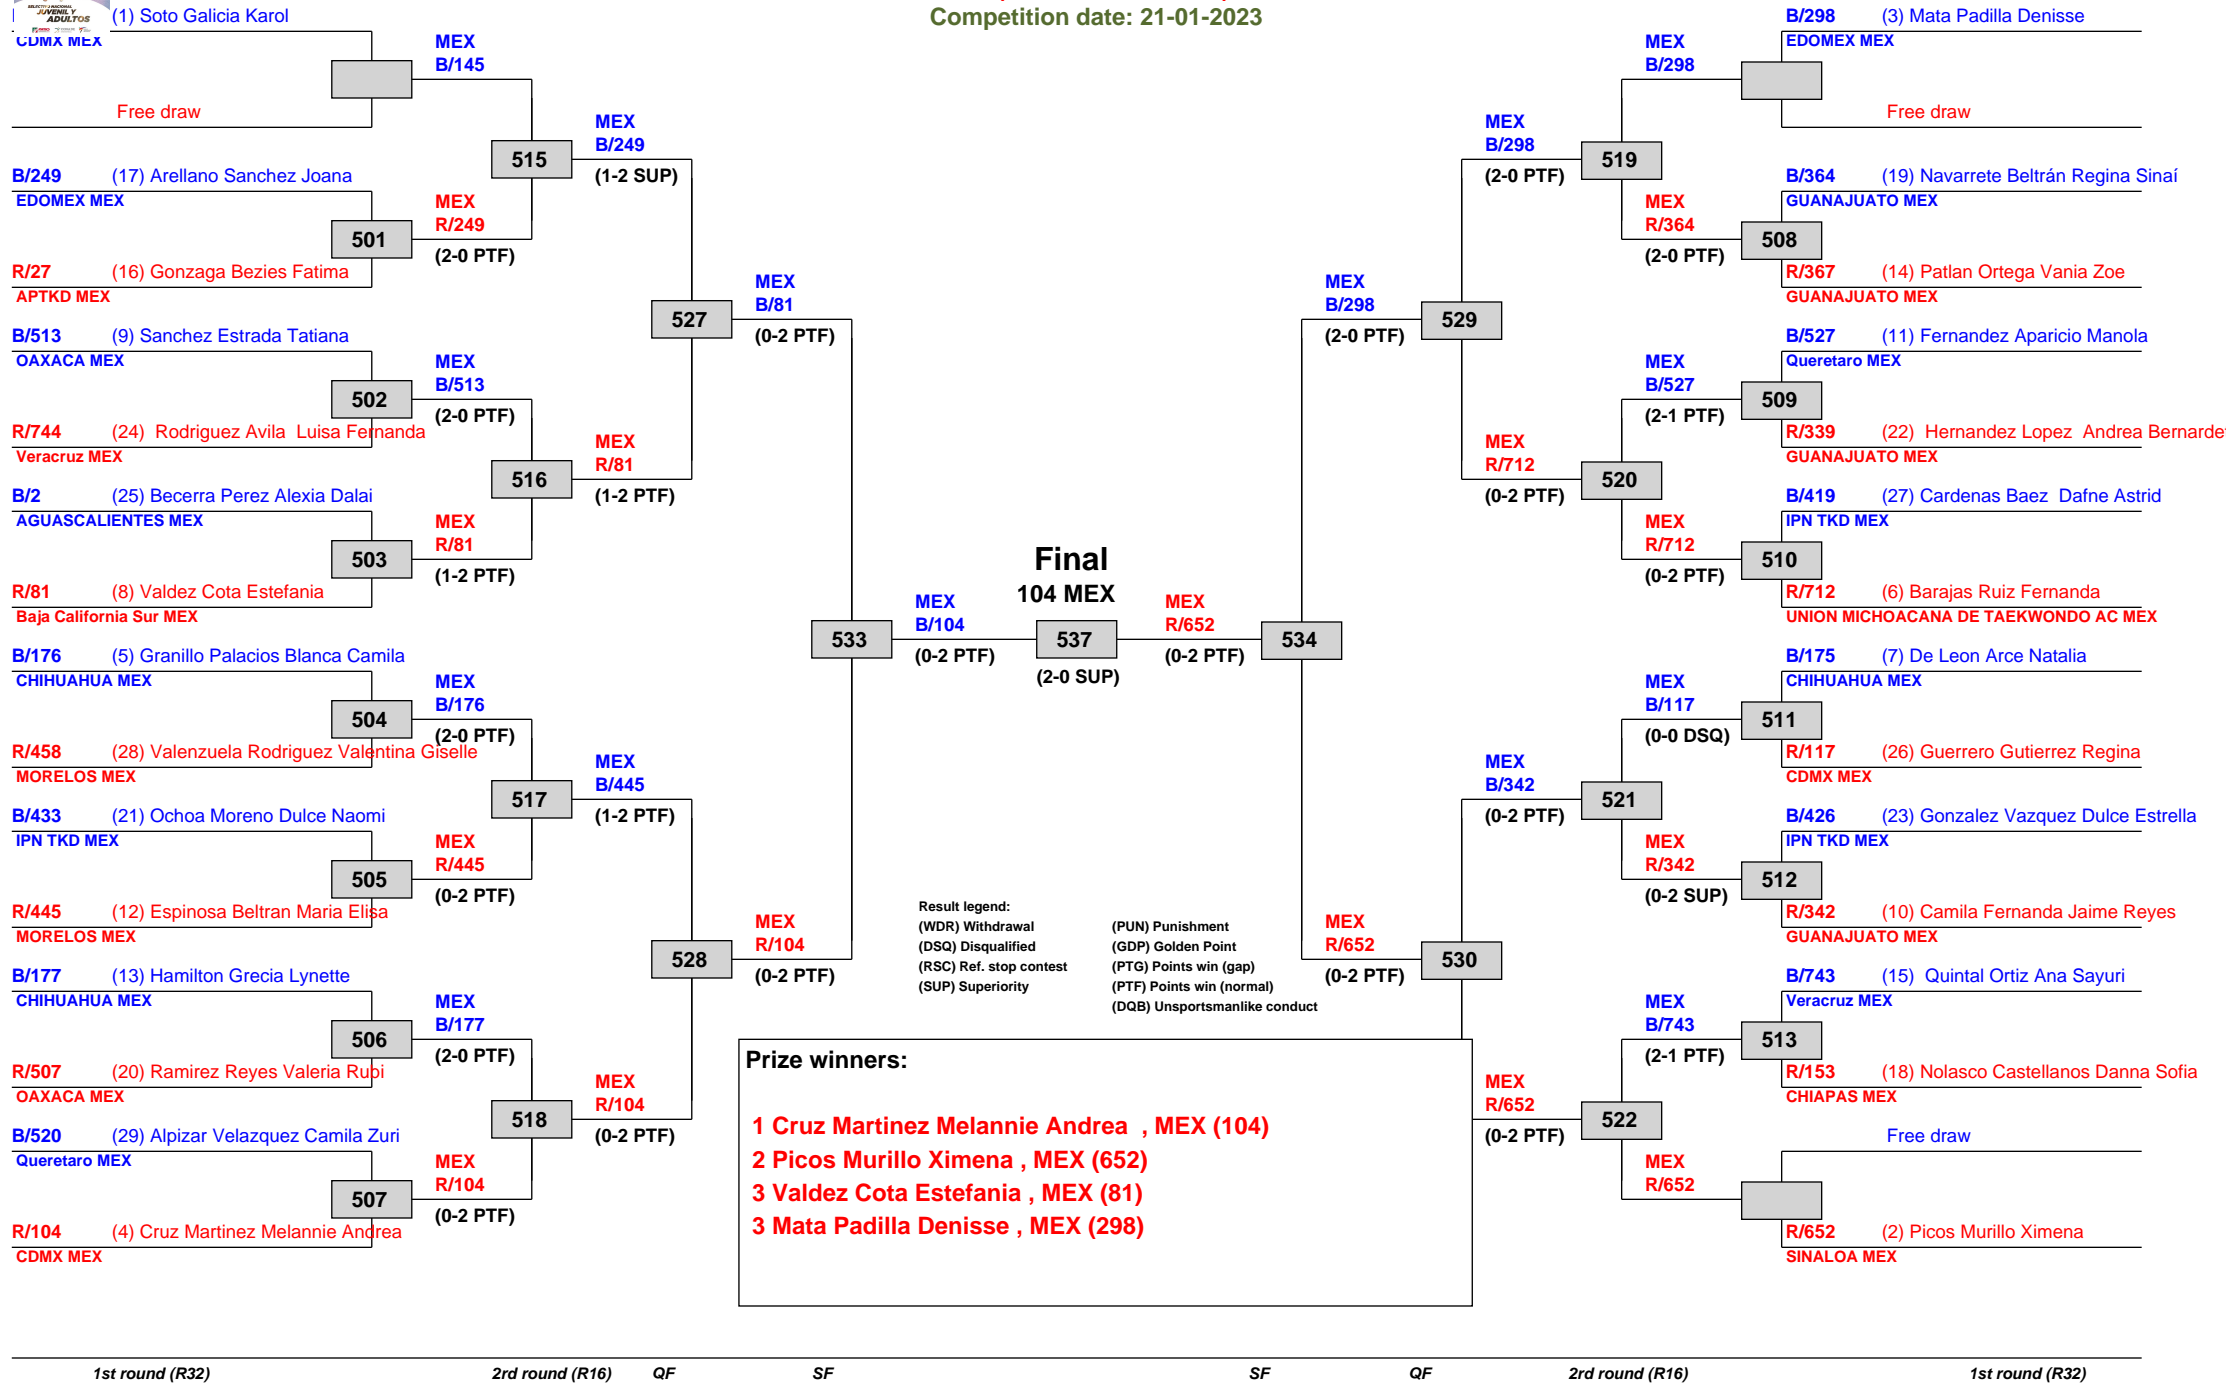 JUVENIL Y
ADULTOS
(1) Soto Galicia Karol
CDMX MEX
Free draw
B/249 (17) Arellano Sanchez Joana
EDOMEX MEX
R/27 (16) Gonzaga Bezies Fatima
APTKD MEX
B/513 (9) Sanchez Estrada Tatiana
OAXACA MEX
R/744 (24) Rodriguez Avila Luisa Fernanda
Veracruz MEX
B/2 (25) Becerra Perez Alexia Dalai
AGUASCALIENTES MEX
R/81 (8) Valdez Cota Estefania
Baja California Sur MEX
B/176 (5) Granillo Palacios Blanca Camila
CHIHUAHUA MEX
R/458 (28) Valenzuela Rodriguez Valentina Giselle
MORELOS MEX
B/433 (21) Ochoa Moreno Dulce Naomi
IPN TKD MEX
R/445 (12) Espinosa Beltran Maria Elisa
MORELOS MEX
B/177 (13) Hamilton Grecia Lynette
CHIHUAHUA MEX
R/507 (20) Ramirez Reyes Valeria Rubi
OAXACA MEX
B/520 (29) Alpizar Velazquez Camila Zuri
Queretaro MEX
R/104 (4) Cruz Martinez Melannie Andrea
CDMX MEX
501
502
503
504
505
506
507
MEX
B/145
MEX
R/249
(2-0 PTF)
MEX
B/513
(2-0 PTF)
MEX
R/81
(1-2 PTF)
MEX
B/176
(2-0 PTF)
MEX
R/445
(0-2 PTF)
MEX
B/177
(2-0 PTF)
MEX
R/104
(0-2 PTF)
515
516
517
518
MEX
B/249
(1-2 SUP)
MEX
R/81
(1-2 PTF)
MEX
B/445
(1-2 PTF)
MEX
R/104
(0-2 PTF)
527
528
MEX
B/81
(0-2 PTF)
MEX
R/104
(0-2 PTF)
533
MEX
B/104
(0-2 PTF)
Competition date: 21-01-2023
Final
104 MEX
537
(2-0 SUP)
MEX
R/652
(0-2 PTF)
534
MEX
B/298
(2-0 PTF)
MEX
R/652
(0-2 PTF)
529
530
MEX
B/298
(2-0 PTF)
MEX
R/712
(0-2 PTF)
MEX
B/342
(0-2 PTF)
MEX
R/652
(0-2 PTF)
519
520
521
522
MEX
B/298
MEX
R/364
(2-0 PTF)
MEX
B/527
(2-1 PTF)
MEX
R/712
(0-2 PTF)
MEX
B/117
(0-0 DSQ)
MEX
R/342
(0-2 SUP)
MEX
B/743
(2-1 PTF)
MEX
R/652
508
509
510
511
512
513
B/298 (3) Mata Padilla Denisse
EDOMEX MEX
Free draw
B/364 (19) Navarrete Beltrán Regina Sinaí
GUANAJUATO MEX
R/367 (14) Patlan Ortega Vania Zoe
GUANAJUATO MEX
B/527 (11) Fernandez Aparicio Manola
Queretaro MEX
R/339 (22) Hernandez Lopez Andrea Bernarde
GUANAJUATO MEX
B/419 (27) Cardenas Baez Dafne Astrid
IPN TKD MEX
R/712 (6) Barajas Ruiz Fernanda
UNION MICHOACANA DE TAEKWONDO AC MEX
B/175 (7) De Leon Arce Natalia
CHIHUAHUA MEX
R/117 (26) Guerrero Gutierrez Regina
CDMX MEX
B/426 (23) Gonzalez Vazquez Dulce Estrella
IPN TKD MEX
R/342 (10) Camila Fernanda Jaime Reyes
GUANAJUATO MEX
B/743 (15) Quintal Ortiz Ana Sayuri
Veracruz MEX
R/153 (18) Nolasco Castellanos Danna Sofia
CHIAPAS MEX
Free draw
R/652 (2) Picos Murillo Ximena
SINALOA MEX
Result legend:
(WDR) Withdrawal (PUN) Punishment
(DSQ) Disqualified (GDP) Golden Point
(RSC) Ref. stop contest (PTG) Points win (gap)
(SUP) Superiority (PTF) Points win (normal)
(DQB) Unsportsmanlike conduct
Prize winners:
1 Cruz Martinez Melannie Andrea , MEX (104)
2 Picos Murillo Ximena , MEX (652)
3 Valdez Cota Estefania , MEX (81)
3 Mata Padilla Denisse , MEX (298)
1st round (R32) 2rd round (R16) QF SF SF QF 2rd round (R16) 1st round (R32)